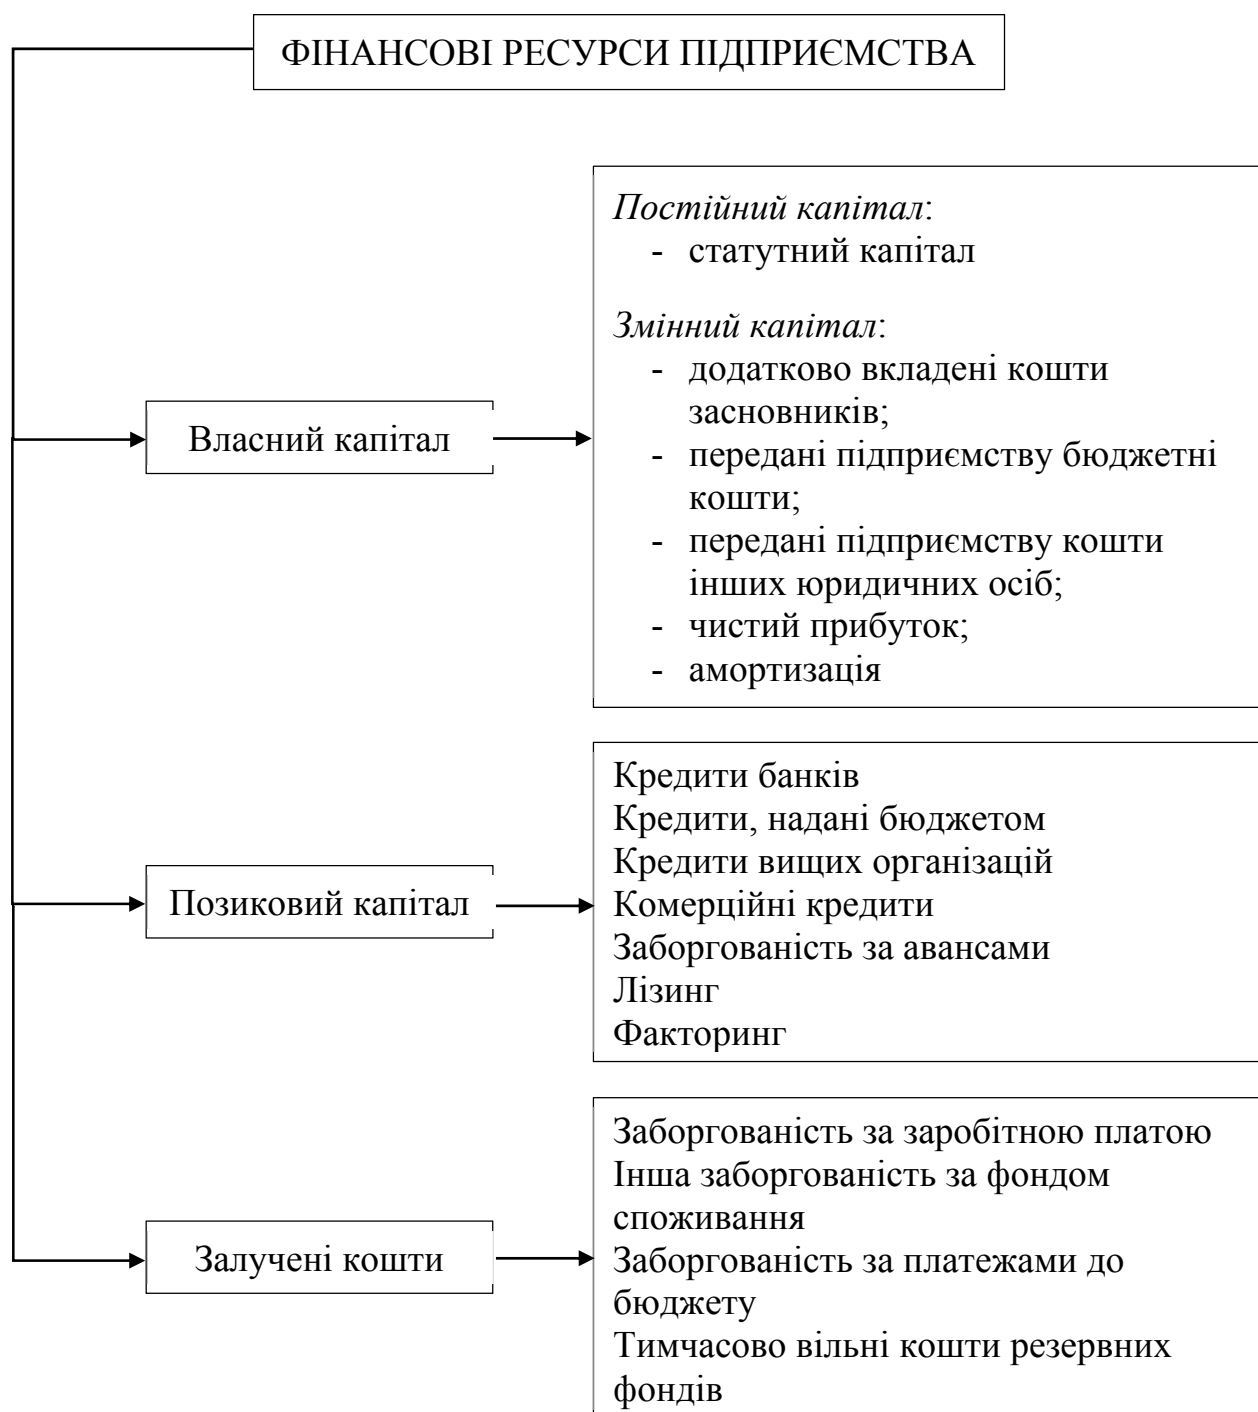 ФІНАНСОВІ РЕСУРСИ ПІДПРИЄМСТВА
Власний капітал
Постійний капітал:
- статутний капітал
Змінний капітал:
- додатково вкладені кошти
засновників;
- передані підприємству бюджетні
кошти;
- передані підприємству кошти
інших юридичних осіб;
- чистий прибуток;
- амортизація
Позиковий капітал
Кредити банків
Кредити, надані бюджетом
Кредити вищих організацій
Комерційні кредити
Заборгованість за авансами
Лізинг
Факторинг
Залучені кошти
Заборгованість за заробітною платою
Інша заборгованість за фондом
споживання
Заборгованість за платежами до
бюджету
Тимчасово вільні кошти резервних
фондів